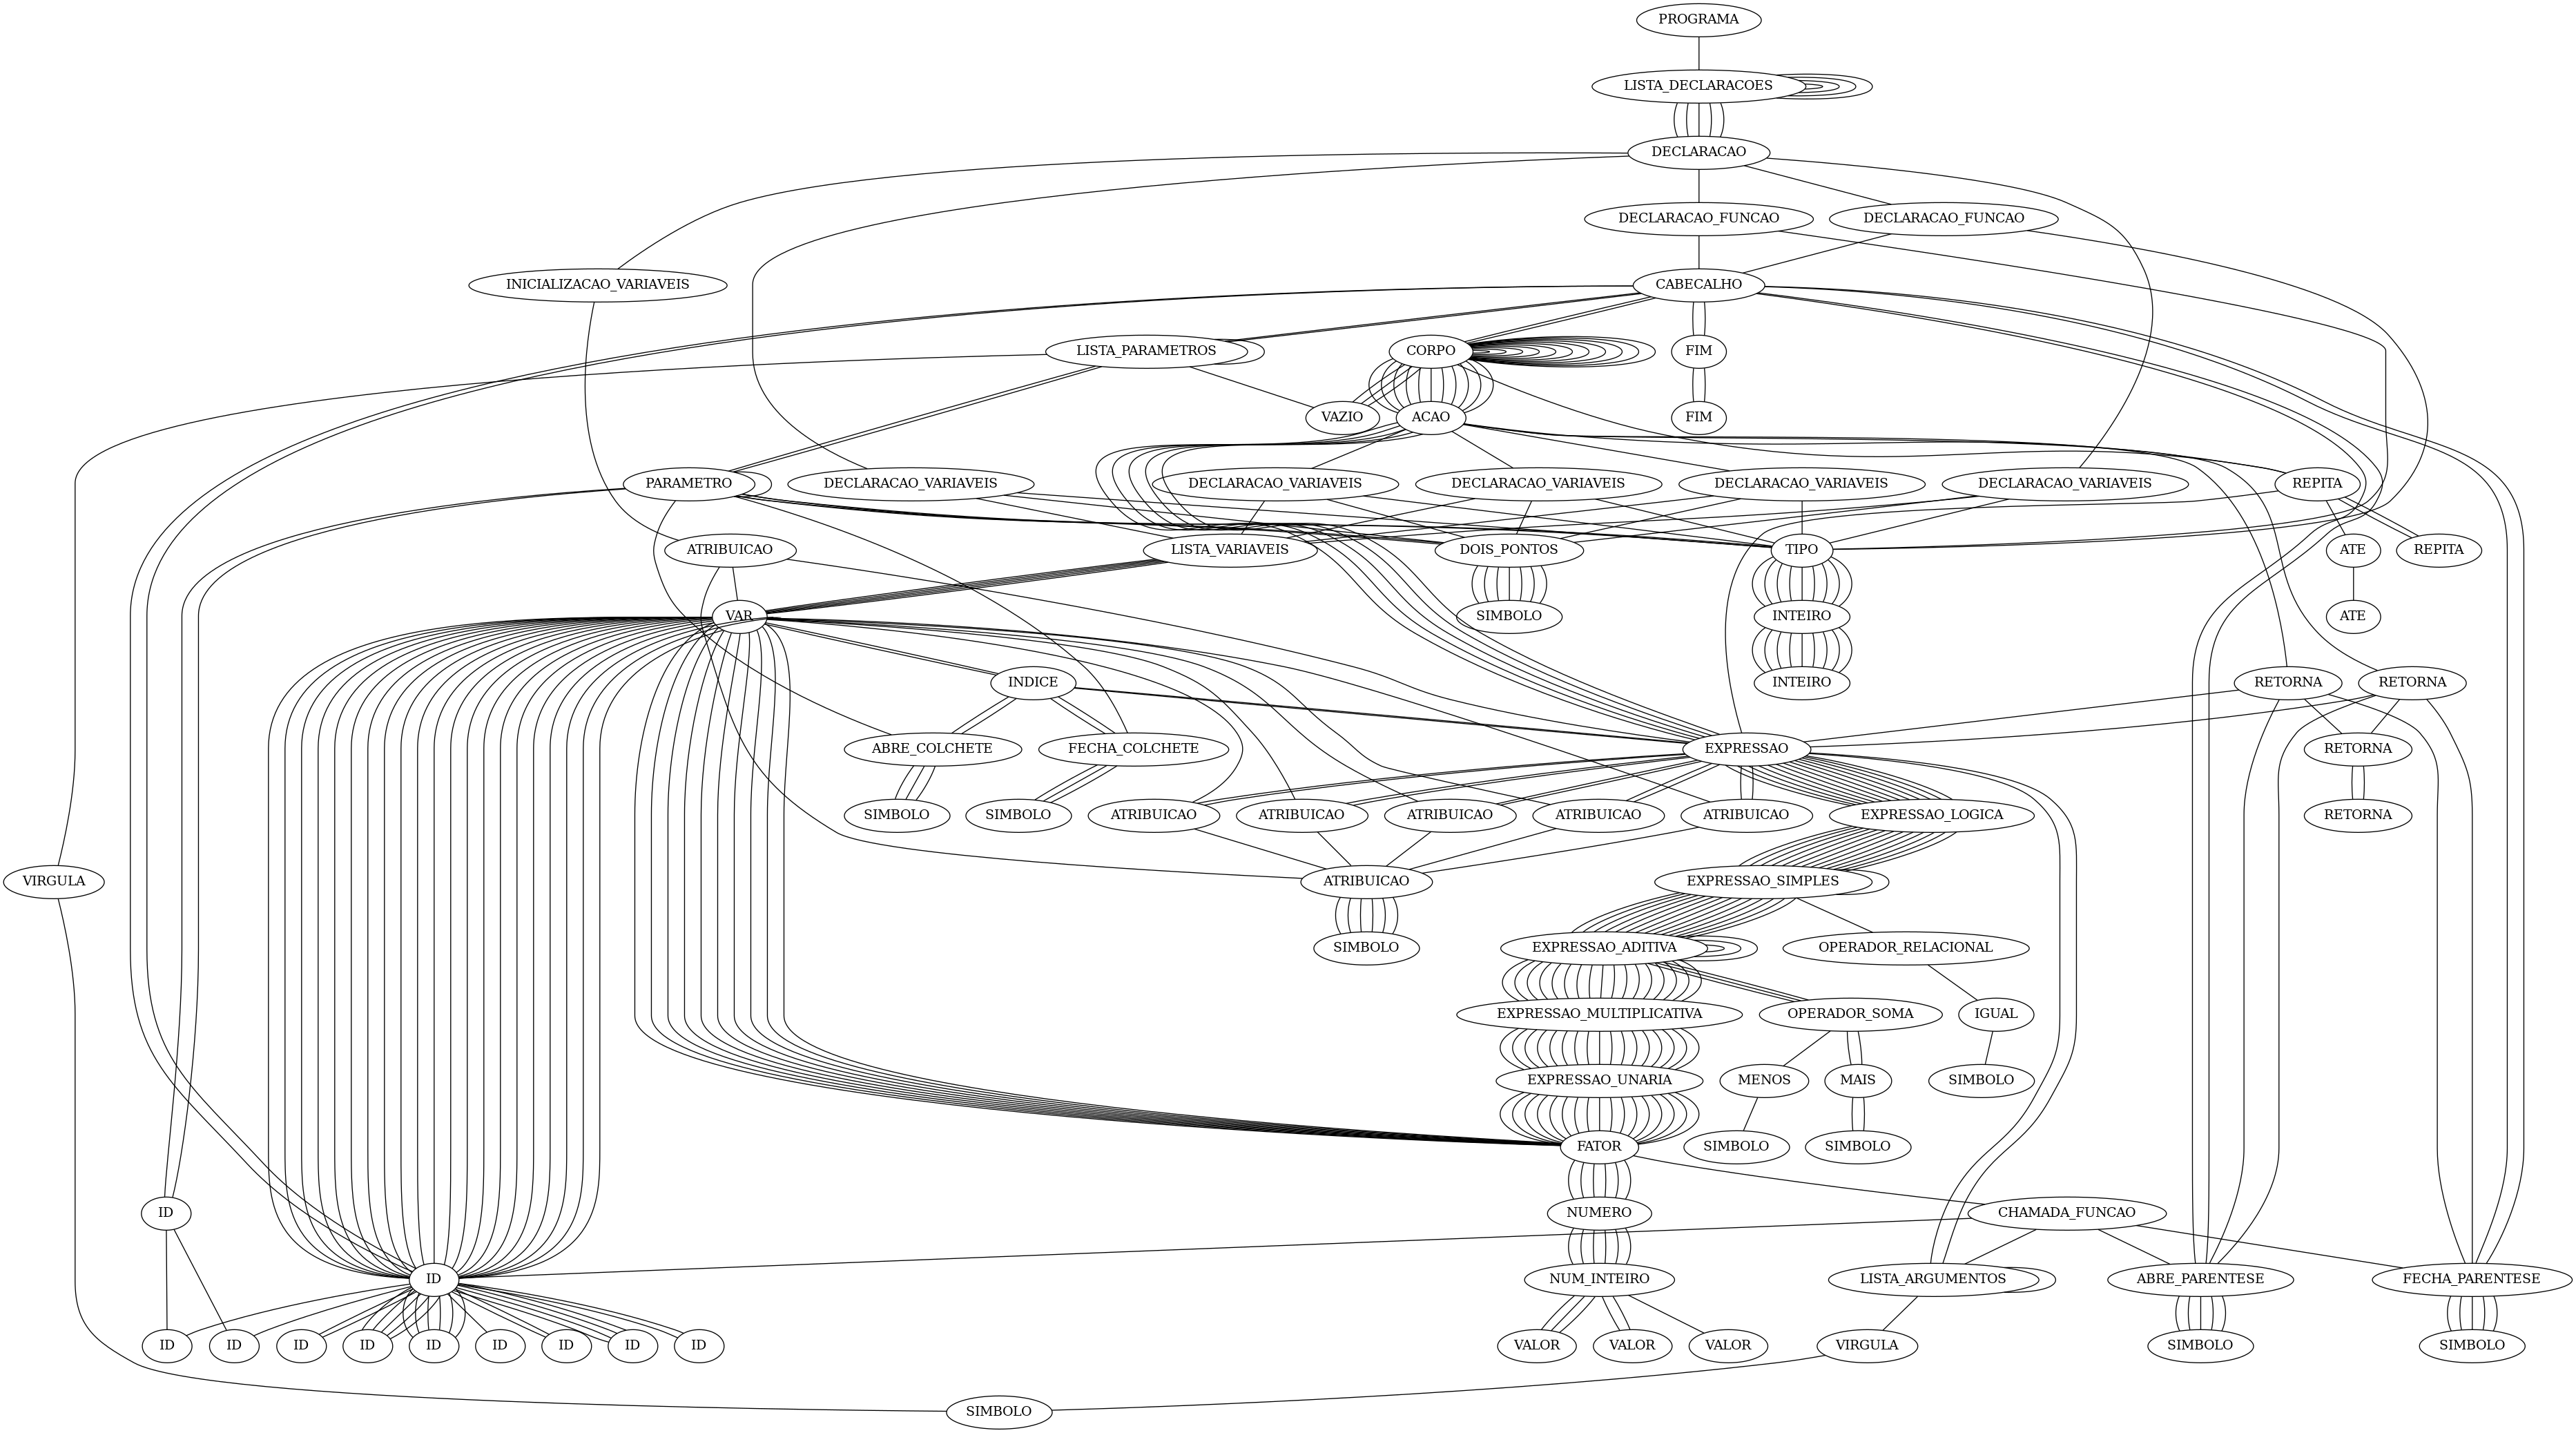 PROGRAMA
LISTA_DECLARACOES
DECLARACAO
DECLARACAO_FUNCAO
DECLARACAO_FUNCAO
INICIALIZACAO_VARIAVEIS
CABECALHO
LISTA_PARAMETROS
CORPO
FIM
VAZIO
ACAO
FIM
PARAMETRO
DECLARACAO_VARIAVEIS
DECLARACAO_VARIAVEIS
DECLARACAO_VARIAVEIS
DECLARACAO_VARIAVEIS
DECLARACAO_VARIAVEIS
REPITA
ATRIBUICAO
LISTA_VARIAVEIS
DOIS_PONTOS
TIPO
ATE
REPITA
VAR
SIMBOLO
INTEIRO
ATE
INDICE
INTEIRO
RETORNA
RETORNA
ABRE_COLCHETE
FECHA_COLCHETE
EXPRESSAO
RETORNA
SIMBOLO
SIMBOLO
ATRIBUICAO
ATRIBUICAO
ATRIBUICAO
ATRIBUICAO
ATRIBUICAO
EXPRESSAO_LOGICA
RETORNA
VIRGULA
ATRIBUICAO
EXPRESSAO_SIMPLES
SIMBOLO
EXPRESSAO_ADITIVA
OPERADOR_RELACIONAL
EXPRESSAO_MULTIPLICATIVA
OPERADOR_SOMA
IGUAL
EXPRESSAO_UNARIA
MENOS
MAIS
SIMBOLO
FATOR
SIMBOLO
SIMBOLO
ID
NUMERO
CHAMADA_FUNCAO
ID
NUM_INTEIRO
LISTA_ARGUMENTOS
ABRE_PARENTESE
FECHA_PARENTESE
ID
ID
ID
ID
ID
ID
ID
ID
ID
VALOR
VALOR
VALOR
VIRGULA
SIMBOLO
SIMBOLO
SIMBOLO